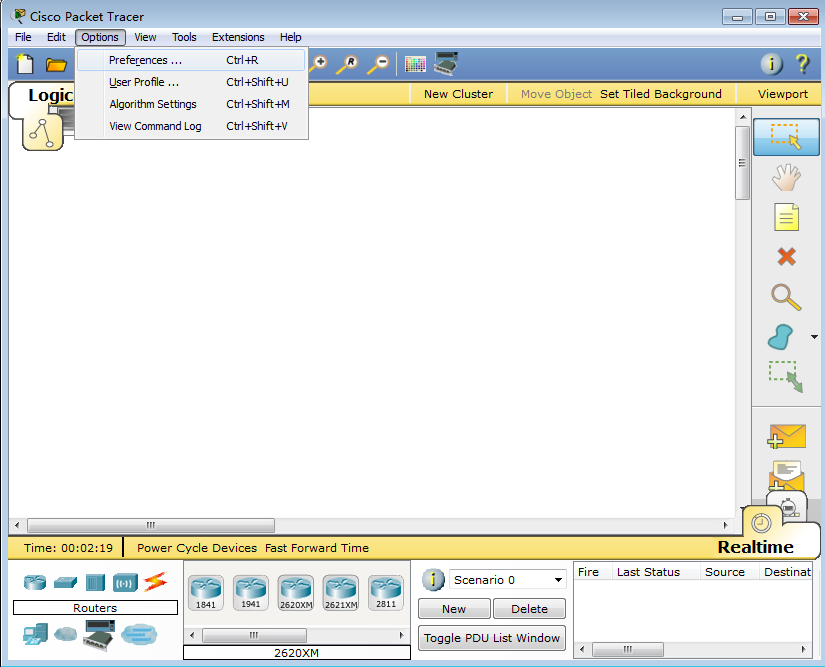 Cisco Packet Tracer
File Edit Options View Tools Extensions Help
Preferences ... Ctrl+R
User Profile ... Ctrl+Shift+U
Algorithm Settings Ctrl+Shift+M
View Command Log Ctrl+Shift+V
Logic New Cluster Move Object Set Tiled Background Viewport
Realtime
Time: 00:02:19 Power Cycle Devices Fast Forward Time
Routers
1841 1941 2620XM 2621XM 2811
2620XM
Scenario 0
New Delete
Toggle PDU List Window
Fire Last Status Source Destinat